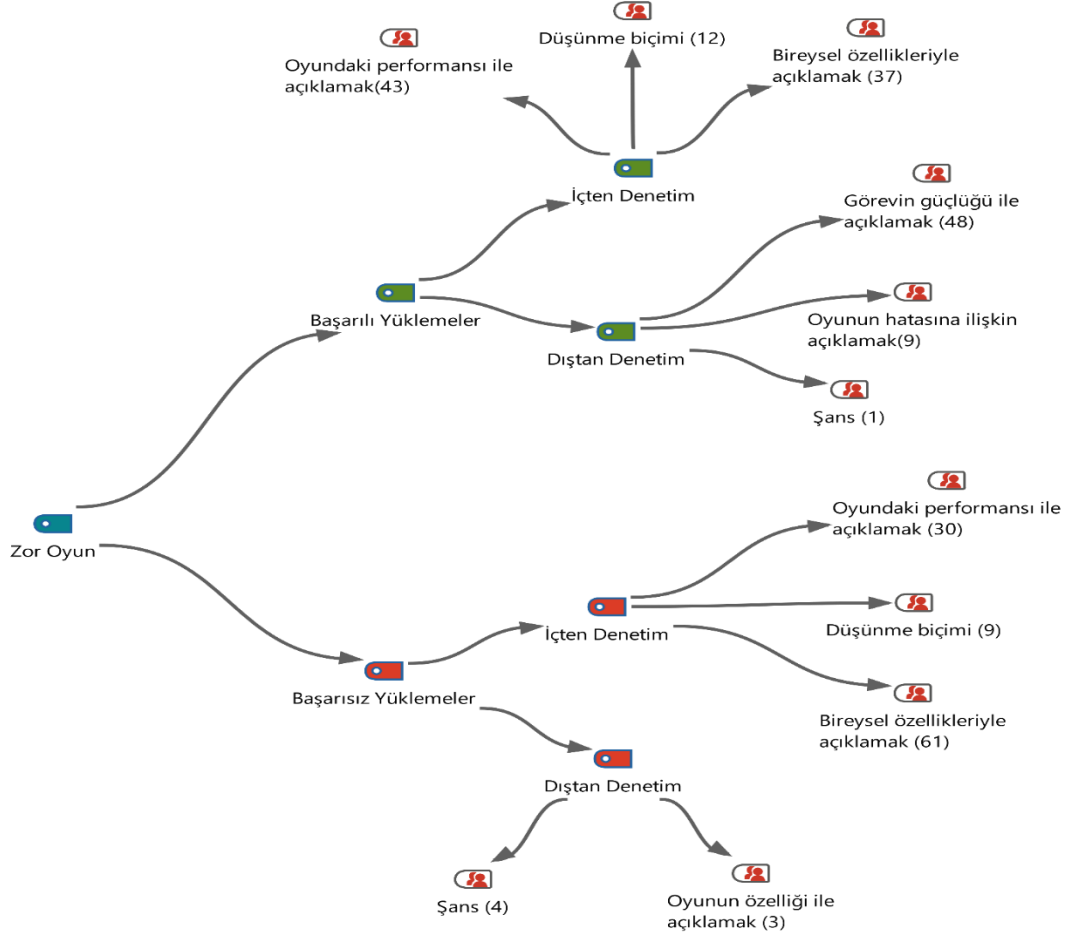 Düşünme biçimi (12)
Oyundaki performansı ile
açıklamak(43)
Bireysel özellikleriyle
açıklamak (37)
İçten Denetim
Görevin güçlüğü ile
açıklamak (48)
Başarılı Yüklemeler
Oyunun hatasına ilişkin
açıklamak(9)
Dıştan Denetim
Şans (1)
Zor Oyun
Oyundaki performansı ile
açıklamak (30)
İçten Denetim
Düşünme biçimi (9)
Başarısız Yüklemeler
Bireysel özellikleriyle
açıklamak (61)
Dıştan Denetim
Şans (4)
Oyunun özelliği ile
açıklamak (3)